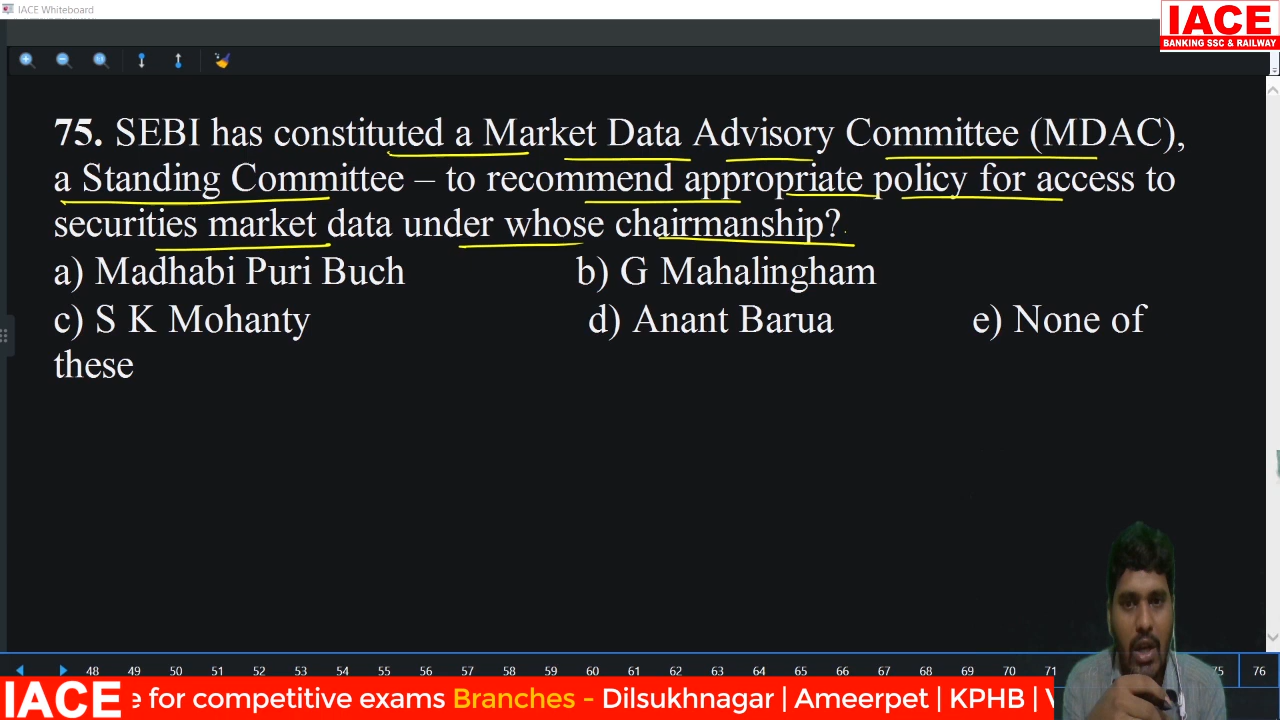 IACE Whiteboard
IACE
BANKING SSC & RAILWAY
75. SEBI has constituted a Market Data Advisory Committee (MDAC),
a Standing Committee – to recommend appropriate policy for access to
securities market data under whose chairmanship?
a) Madhabi Puri Buch b) G Mahalingham
c) S K Mohanty d) Anant Barua e) None of
these
48 49 50 51 52 53 54 55 56 57 58 59 60 61 62 63 64 65 66 67 68 69 70 71 75 76
IACE e for competitive exams Branches - Dilsukhnagar | Ameerpet | KPHB |